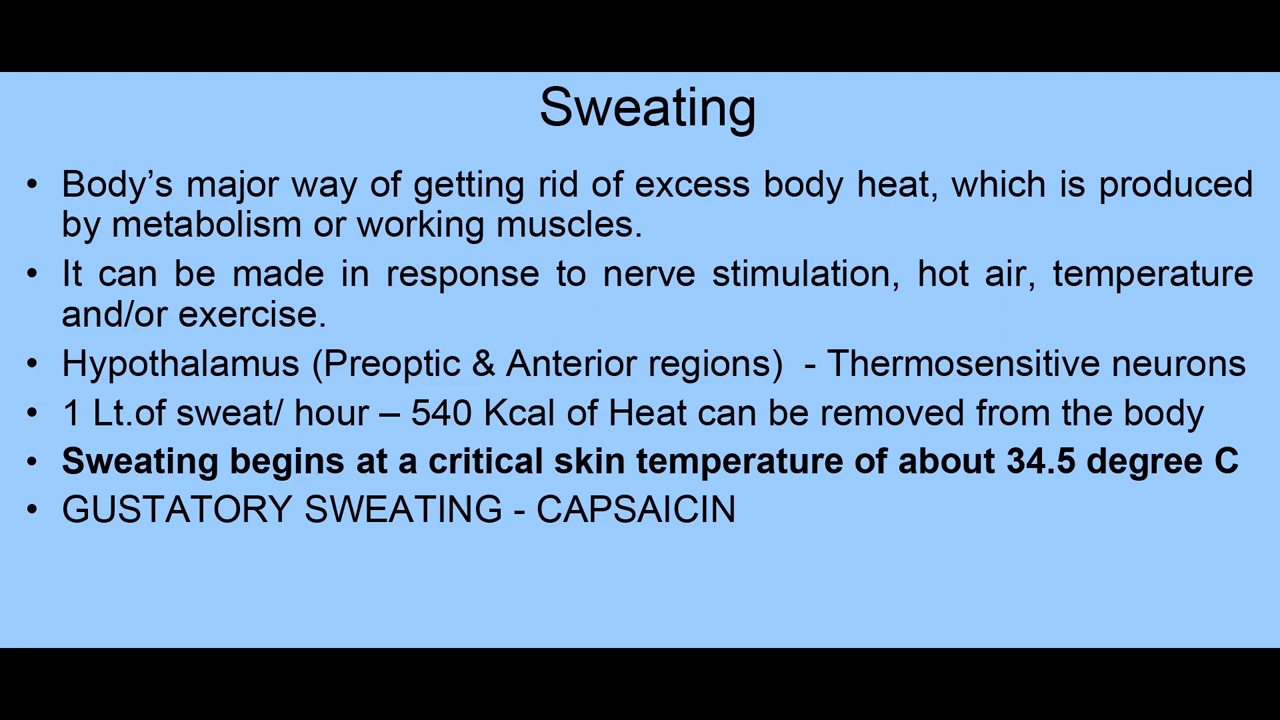 Sweating
• Body’s major way of getting rid of excess body heat, which is produced
by metabolism or working muscles.
• It can be made in response to nerve stimulation, hot air, temperature
and/or exercise.
• Hypothalamus (Preoptic & Anterior regions)  - Thermosensitive neurons
• 1 Lt.of sweat/ hour – 540 Kcal of Heat can be removed from the body
• Sweating begins at a critical skin temperature of about 34.5 degree C
• GUSTATORY SWEATING - CAPSAICIN